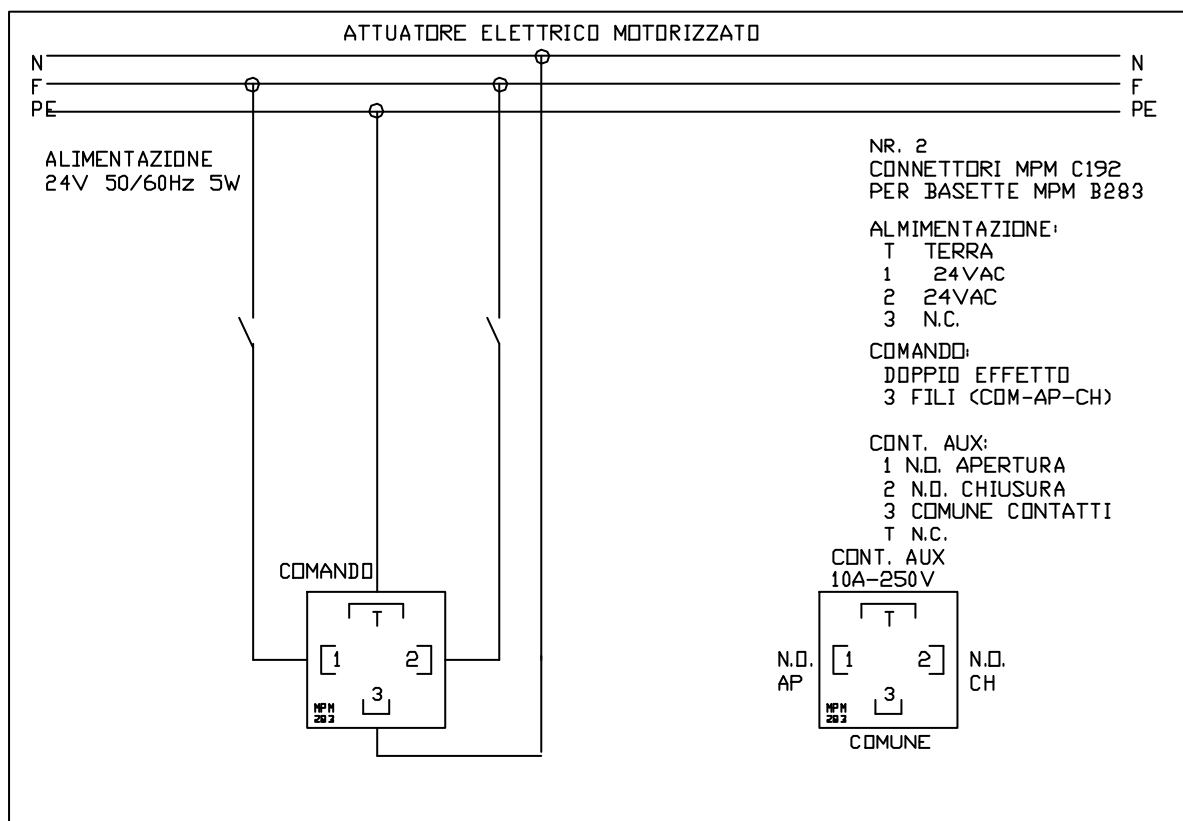 ATTUATORE ELETTRICO MOTORIZZATO
N
N
F
F
PE
PE
ALIMENTAZIONE
24V 50/60Hz 5W
NR. 2
CONNETTORI MPM C192
PER BASETTE MPM B283
ALMIMENTAZIONE:
T TERRA
1 24VAC
2 24VAC
3 N.C.
COMANDO:
DOPPIO EFFETTO
3 FILI (COM-AP-CH)
CONT. AUX:
1 N.O. APERTURA
2 N.O. CHIUSURA
3 COMUNE CONTATTI
T N.C.
COMANDO
T
1 2
3
MPM
283
CONT. AUX
10A-250V
T
N.O. 1 2 N.O.
AP CH
3
MPM
283
COMUNE